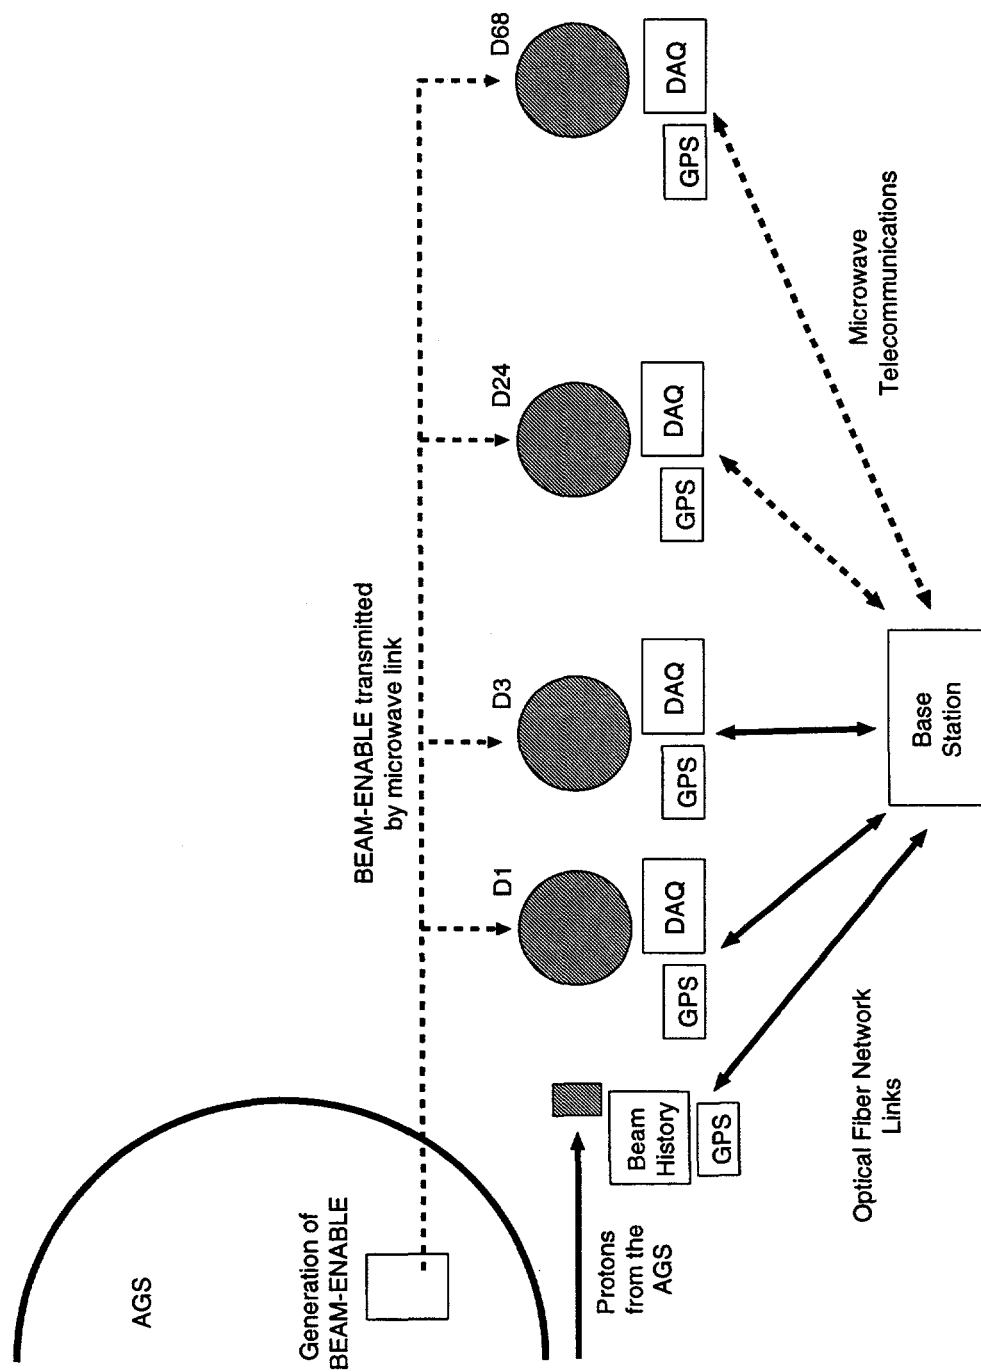 AGS
Generation of
BEAM-ENABLE
BEAM-ENABLE transmitted
by microwave link
D1
D3
D24
D68
Protons
from the
AGS
Beam
History
GPS
GPS
DAQ
GPS
DAQ
GPS
DAQ
GPS
DAQ
Optical Fiber Network
Links
Base
Station
Microwave
Telecommunications